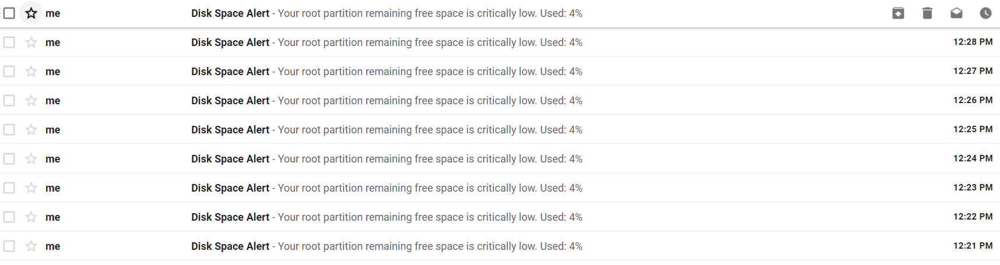 me Disk Space Alert - Your root partition remaining free space is critically low. Used: 4%
me Disk Space Alert - Your root partition remaining free space is critically low. Used: 4% 12:28 PM
me Disk Space Alert - Your root partition remaining free space is critically low. Used: 4% 12:27 PM
me Disk Space Alert - Your root partition remaining free space is critically low. Used: 4% 12:26 PM
me Disk Space Alert - Your root partition remaining free space is critically low. Used: 4% 12:25 PM
me Disk Space Alert - Your root partition remaining free space is critically low. Used: 4% 12:24 PM
me Disk Space Alert - Your root partition remaining free space is critically low. Used: 4% 12:23 PM
me Disk Space Alert - Your root partition remaining free space is critically low. Used: 4% 12:22 PM
me Disk Space Alert - Your root partition remaining free space is critically low. Used: 4% 12:21 PM